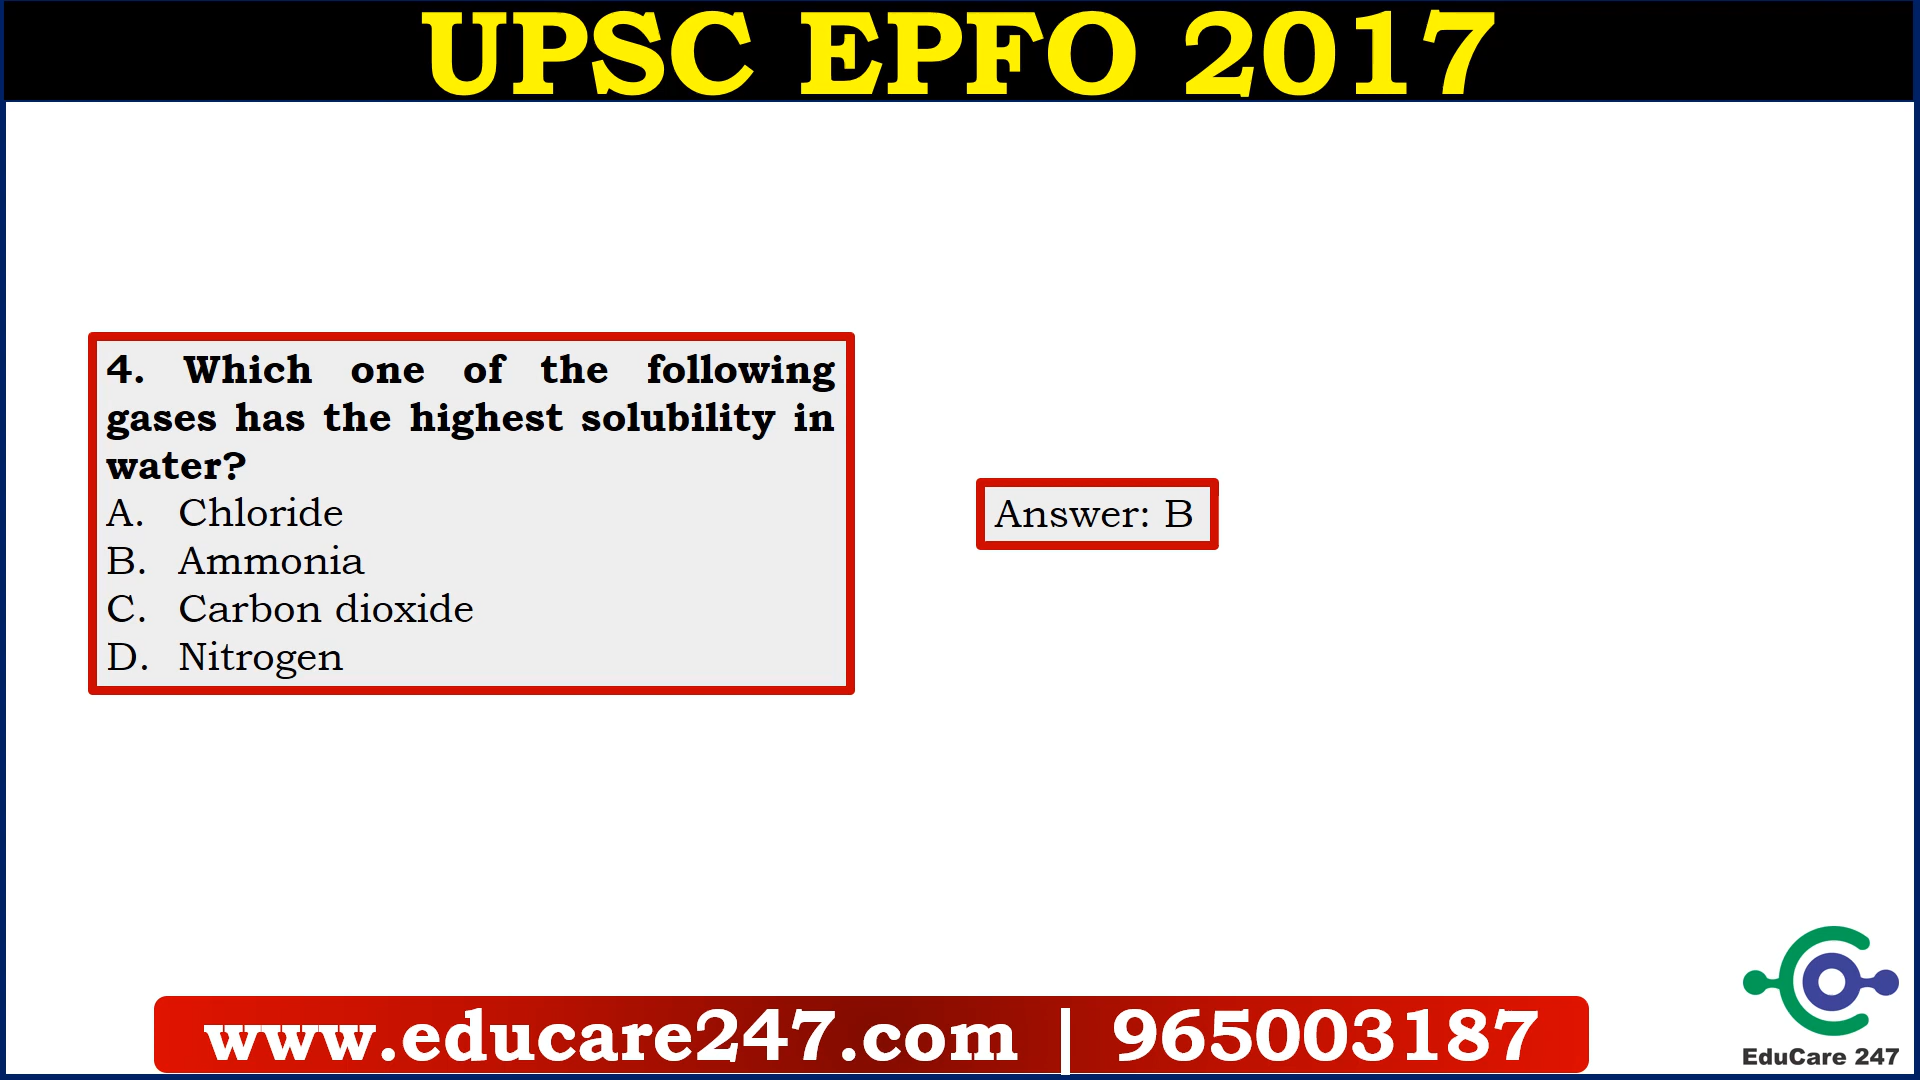 UPSC EPFO 2017
4. Which one of the following
gases has the highest solubility in
water?
A. Chloride
B. Ammonia
C. Carbon dioxide
D. Nitrogen
Answer: B
www.educare247.com | 965003187
EduCare 247